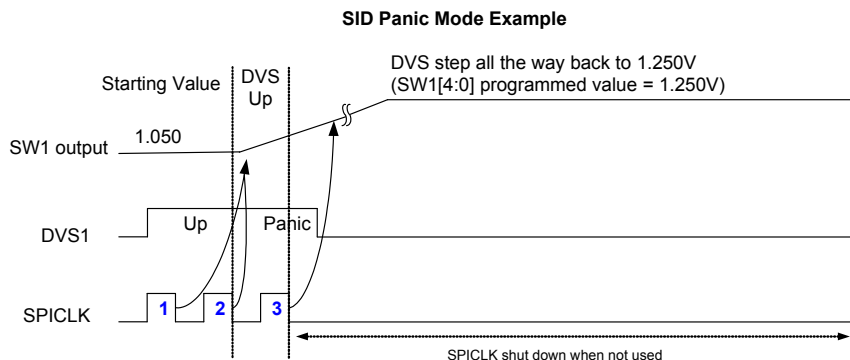 SID Panic Mode Example
DVS step all the way back to 1.250V
(SW1[4:0] programmed value = 1.250V)
Starting Value
DVS
Up
SW1 output
1.050
DVS1
Up
Panic
SPICLK
1
2
3
SPICLK shut down when not used